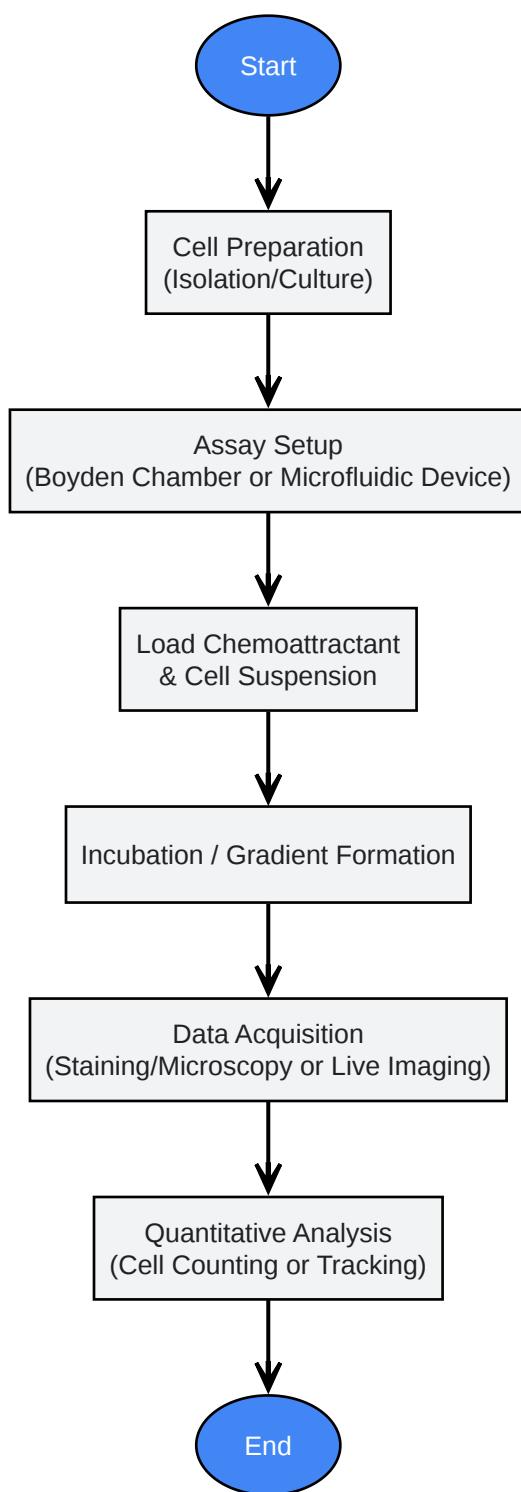 Start
Cell Preparation
(Isolation/Culture)
Assay Setup
(Boyden Chamber or Microfluidic Device)
Load Chemoattractant
& Cell Suspension
Incubation / Gradient Formation
Data Acquisition
(Staining/Microscopy or Live Imaging)
Quantitative Analysis
(Cell Counting or Tracking)
End